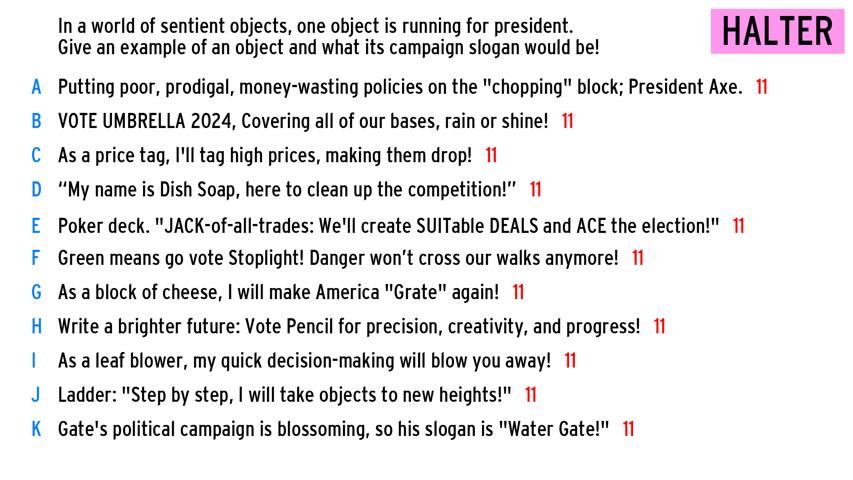 In a world of sentient objects, one object is running for president.
Give an example of an object and what its campaign slogan would be!
HALTER
A Putting poor, prodigal, money-wasting policies on the "chopping" block; President Axe. 11
B VOTE UMBRELLA 2024, Covering all of our bases, rain or shine! 11
C As a price tag, I'll tag high prices, making them drop! 11
D “My name is Dish Soap, here to clean up the competition!” 11
E Poker deck. "JACK-of-all-trades: We'll create SUITable DEALS and ACE the election!" 11
F Green means go vote Stoplight! Danger won’t cross our walks anymore! 11
G As a block of cheese, I will make America "Grate" again! 11
H Write a brighter future: Vote Pencil for precision, creativity, and progress! 11
I As a leaf blower, my quick decision-making will blow you away! 11
J Ladder: "Step by step, I will take objects to new heights!" 11
K Gate's political campaign is blossoming, so his slogan is "Water Gate!" 11